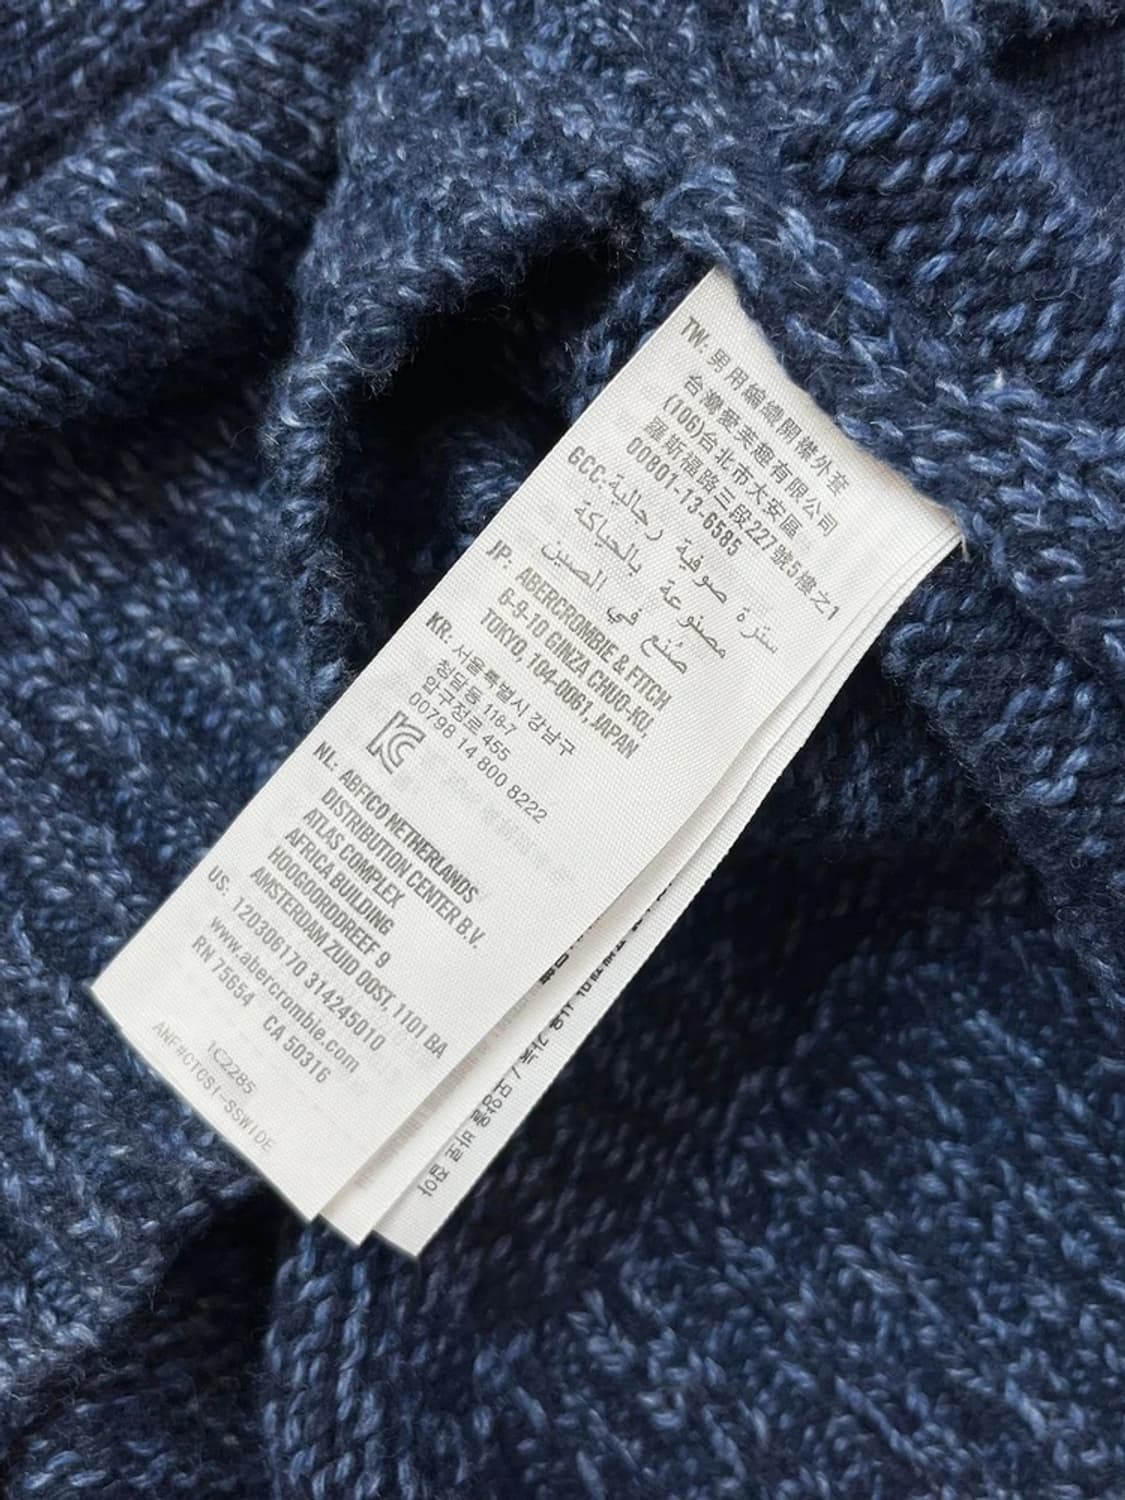 TW: 男用編織開襟外套
台灣愛芙趣有限公司
(106)台北市大安區
羅斯福路三段227號5樓之1
00801-13-6585
GCC: سترة صوفية رجالية
مصنوعة بالحياكة
صُنع في الصين
JP: ABERCROMBIE & FITCH
6-9-10 GINZA CHUO-KU,
TOKYO, 104-0061, JAPAN
KR: 서울특별시 강남구
청담동 118-7
압구정로 455
00798 14 800 8222
NL: ABFICO NETHERLANDS
DISTRIBUTION CENTER B.V.
ATLAS COMPLEX
AFRICA BUILDING
HOOGOORDDREEF 9
AMSTERDAM ZUID OOST, 1101 BA
US: 120306170 314245010
www.abercrombie.com
RN 75654 CA 50316
1C2285
ANF#CTCSI-SSWIDE